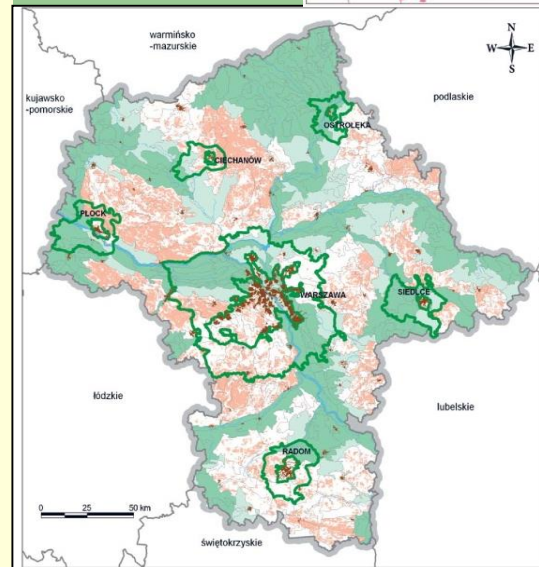 warmińsko
-mazurskie
N
W E
S
kujawsko
-pomorskie
podlaskie
OSTROŁĘKA
CIECHANÓW
PŁOCK
WARSZAWA
SIEDLCE
łódzkie
lubelskie
RADOM
0 25 50 km
świętokrzyskie